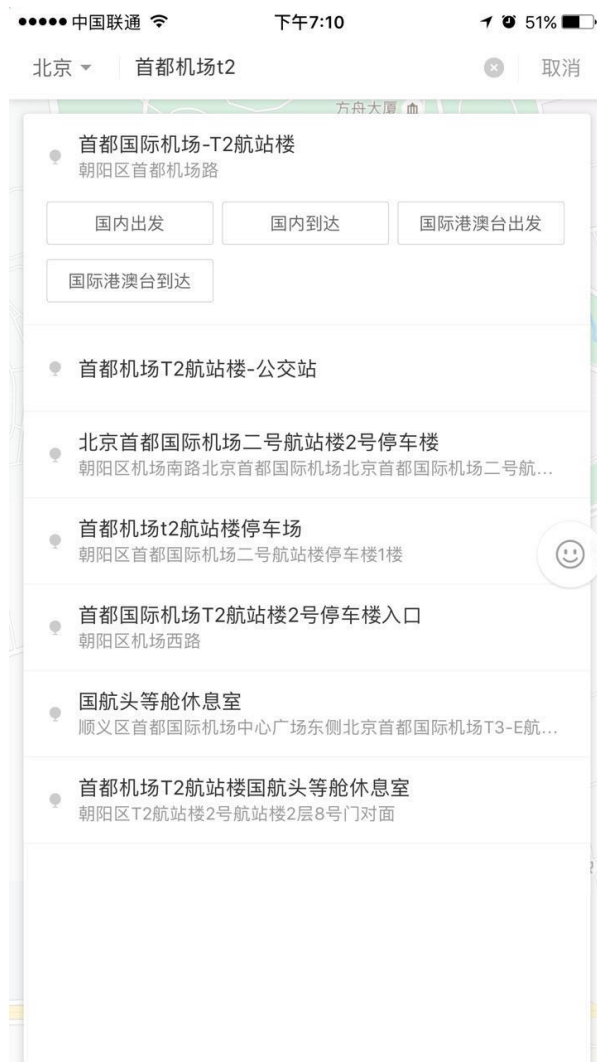 中国联通 下午7:10 51%
北京 首都机场t2 取消
方舟大厦
首都国际机场-T2航站楼
朝阳区首都机场路
国内出发 国内到达 国际港澳台出发
国际港澳台到达
首都机场T2航站楼-公交站
北京首都国际机场二号航站楼2号停车楼
朝阳区机场南路北京首都国际机场北京首都国际机场二号航...
首都机场t2航站楼停车场
朝阳区首都国际机场二号航站楼停车楼1楼
首都国际机场T2航站楼2号停车楼入口
朝阳区机场西路
国航头等舱休息室
顺义区首都国际机场中心广场东侧北京首都国际机场T3-E航...
首都机场T2航站楼国航头等舱休息室
朝阳区T2航站楼2号航站楼2层8号门对面